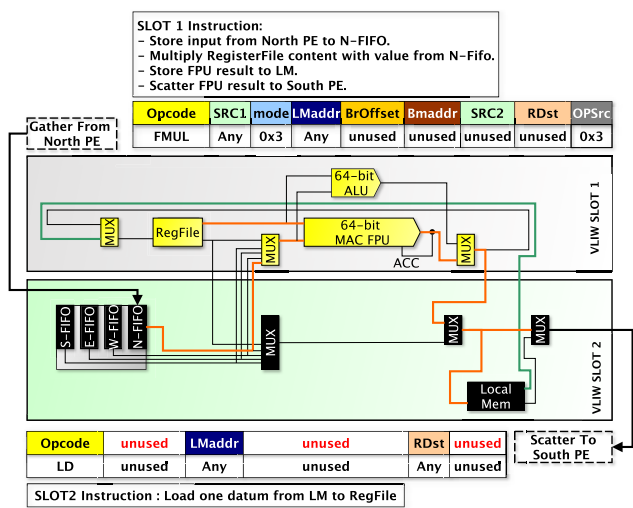 SLOT 1 Instruction:
- Store input from North PE to N-FIFO.
- Multiply RegisterFile content with value from N-Fifo.
- Store FPU result to LM.
- Scatter FPU result to South PE.
Opcode SRC1 mode LMaddr BrOffset Bmaddr SRC2 RDst OPSrc
FMUL Any 0x3 Any unused unused unused unused 0x3
Gather From
North PE
64-bit
ALU
MUX
RegFile
MUX
64-bit
MAC FPU
ACC
MUX
VLIW SLOT 1
S-FIFO
E-FIFO
W-FIFO
N-FIFO
MUX
MUX
MUX
Local
Mem
VLIW SLOT 2
Opcode unused LMaddr unused RDst unused
LD unused Any unused Any unused
Scatter To
South PE
SLOT2 Instruction : Load one datum from LM to RegFile